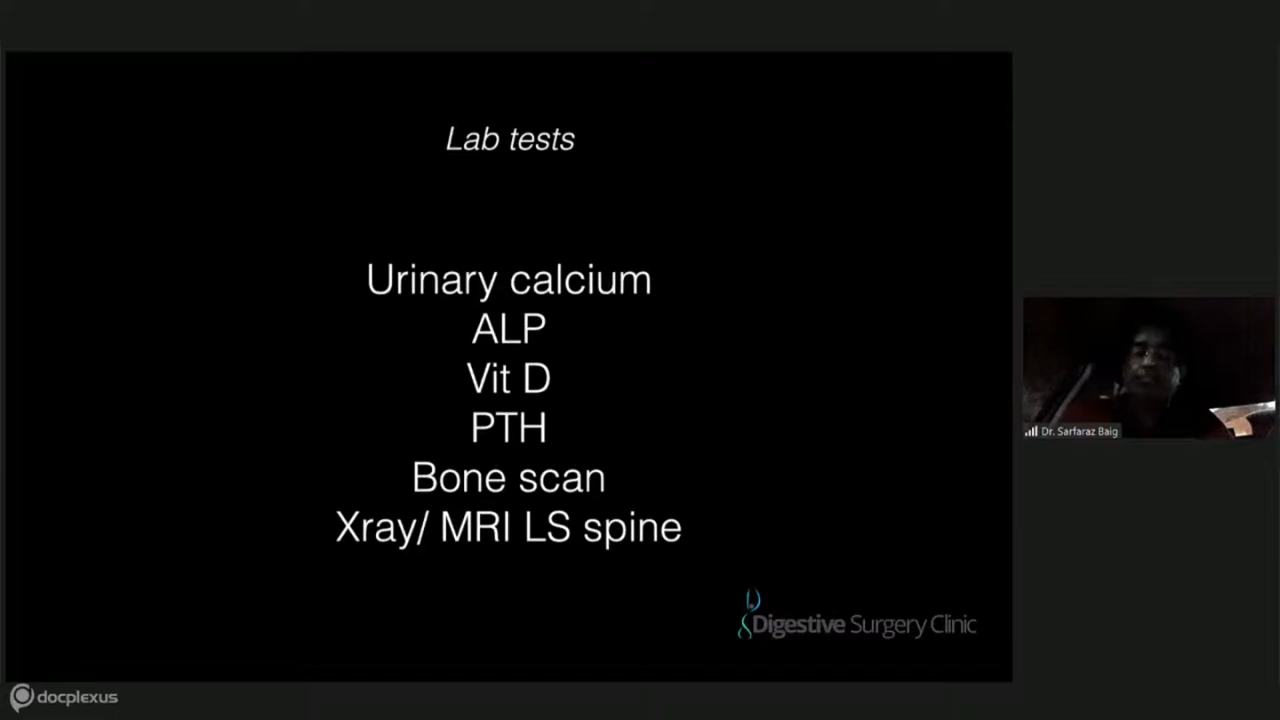 Lab tests
Urinary calcium
ALP
Vit D
PTH
Bone scan
Xray/ MRI LS spine
Digestive Surgery Clinic
Dr. Sarfaraz Baig
docplexus